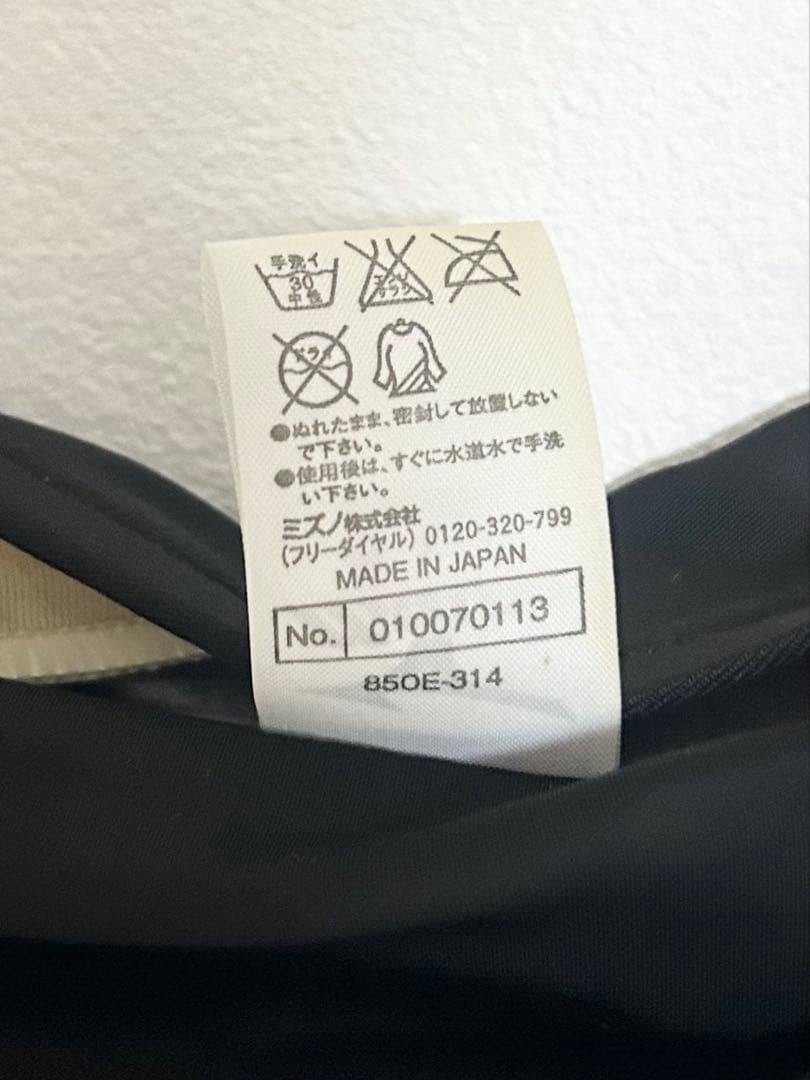 手洗イ
30
中性
エンソ
サラシ
ドライ
●ぬれたまま、密封して放置しない
で下さい。
●使用後は、すぐに水道水で手洗
い下さい。
ミズノ株式会社
(フリーダイヤル) 0120-320-799
MADE IN JAPAN
No. 010070113
850E-314